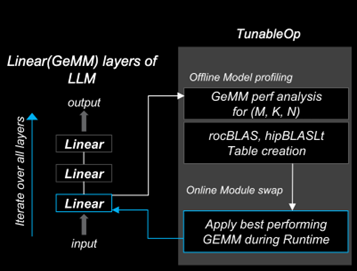 TunableOp
Linear(GeMM) layers of
LLM
output
Linear
Linear
Linear
input
Iterate over all layers
Offline Model profiling
GeMM perf analysis
for (M, K, N)
rocBLAS, hipBLASLt
Table creation
Online Module swap
Apply best performing
GEMM during Runtime